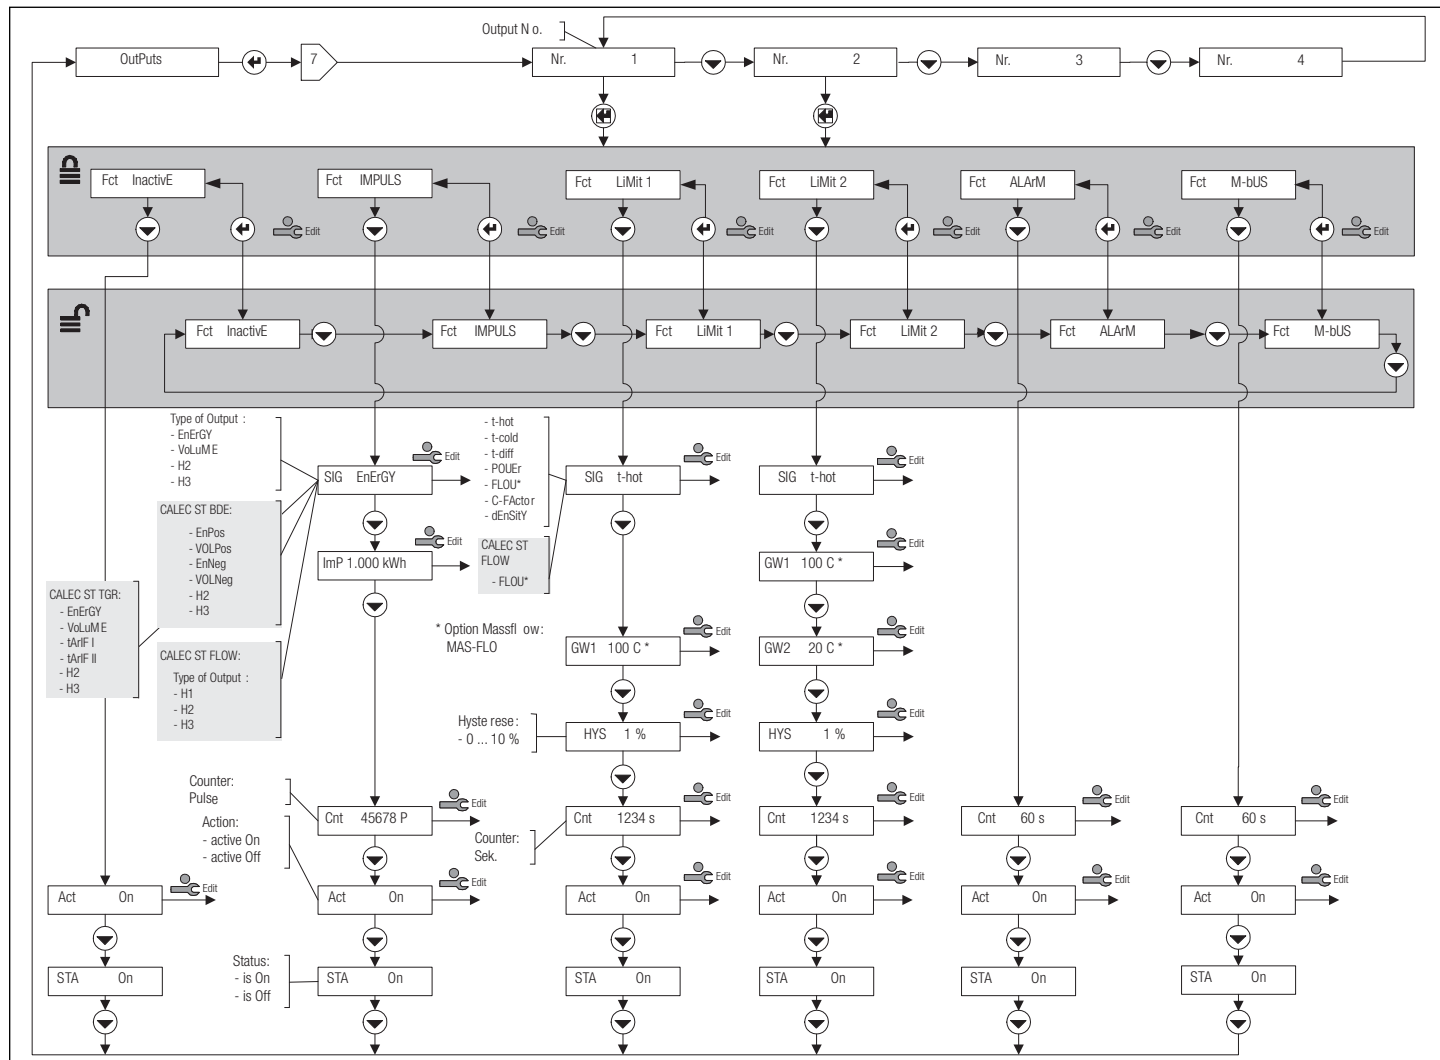 Output N o.
OutPuts
7
Nr. 1
Nr. 2
Nr. 3
Nr. 4
Fct InactivE
Fct IMPULS
Fct LiMit 1
Fct LiMit 2
Fct ALArM
Fct M-bUS
Edit
Edit
Edit
Edit
Edit
Edit
Fct InactivE
Fct IMPULS
Fct LiMit 1
Fct LiMit 2
Fct ALArM
Fct M-bUS
Type of Output :
- EnErGY
- VoLuME
- H2
- H3
CALEC ST BDE:
- EnPos
- VOLPos
- EnNeg
- VOLNeg
- H2
- H3
CALEC ST TGR:
- EnErGY
- VoLuME
- tArIF I
- tArIF II
- H2
- H3
CALEC ST FLOW:
Type of Output :
- H1
- H2
- H3
SIG EnErGY
Edit
ImP 1.000 kWh
Edit
- t-hot
- t-cold
- t-diff
- POUEr
- FLOU*
- C-FActor
- dEnSitY
CALEC ST
FLOW
- FLOU*
* Option Massfl ow:
MAS-FLO
SIG t-hot
Edit
SIG t-hot
Edit
GW1 100 C *
Edit
GW1 100 C *
Edit
GW2 20 C *
Edit
Hyste rese :
- 0 ... 10 %
HYS 1 %
Edit
HYS 1 %
Edit
Counter:
Pulse
Action:
- active On
- active Off
Cnt 45678 P
Edit
Counter:
Sek.
Cnt 1234 s
Edit
Cnt 1234 s
Edit
Cnt 60 s
Edit
Cnt 60 s
Edit
Act On
Edit
Act On
Edit
Act On
Edit
Act On
Edit
Act On
Edit
Act On
Edit
Status:
- is On
- is Off
STA On
STA On
STA On
STA On
STA On
STA On